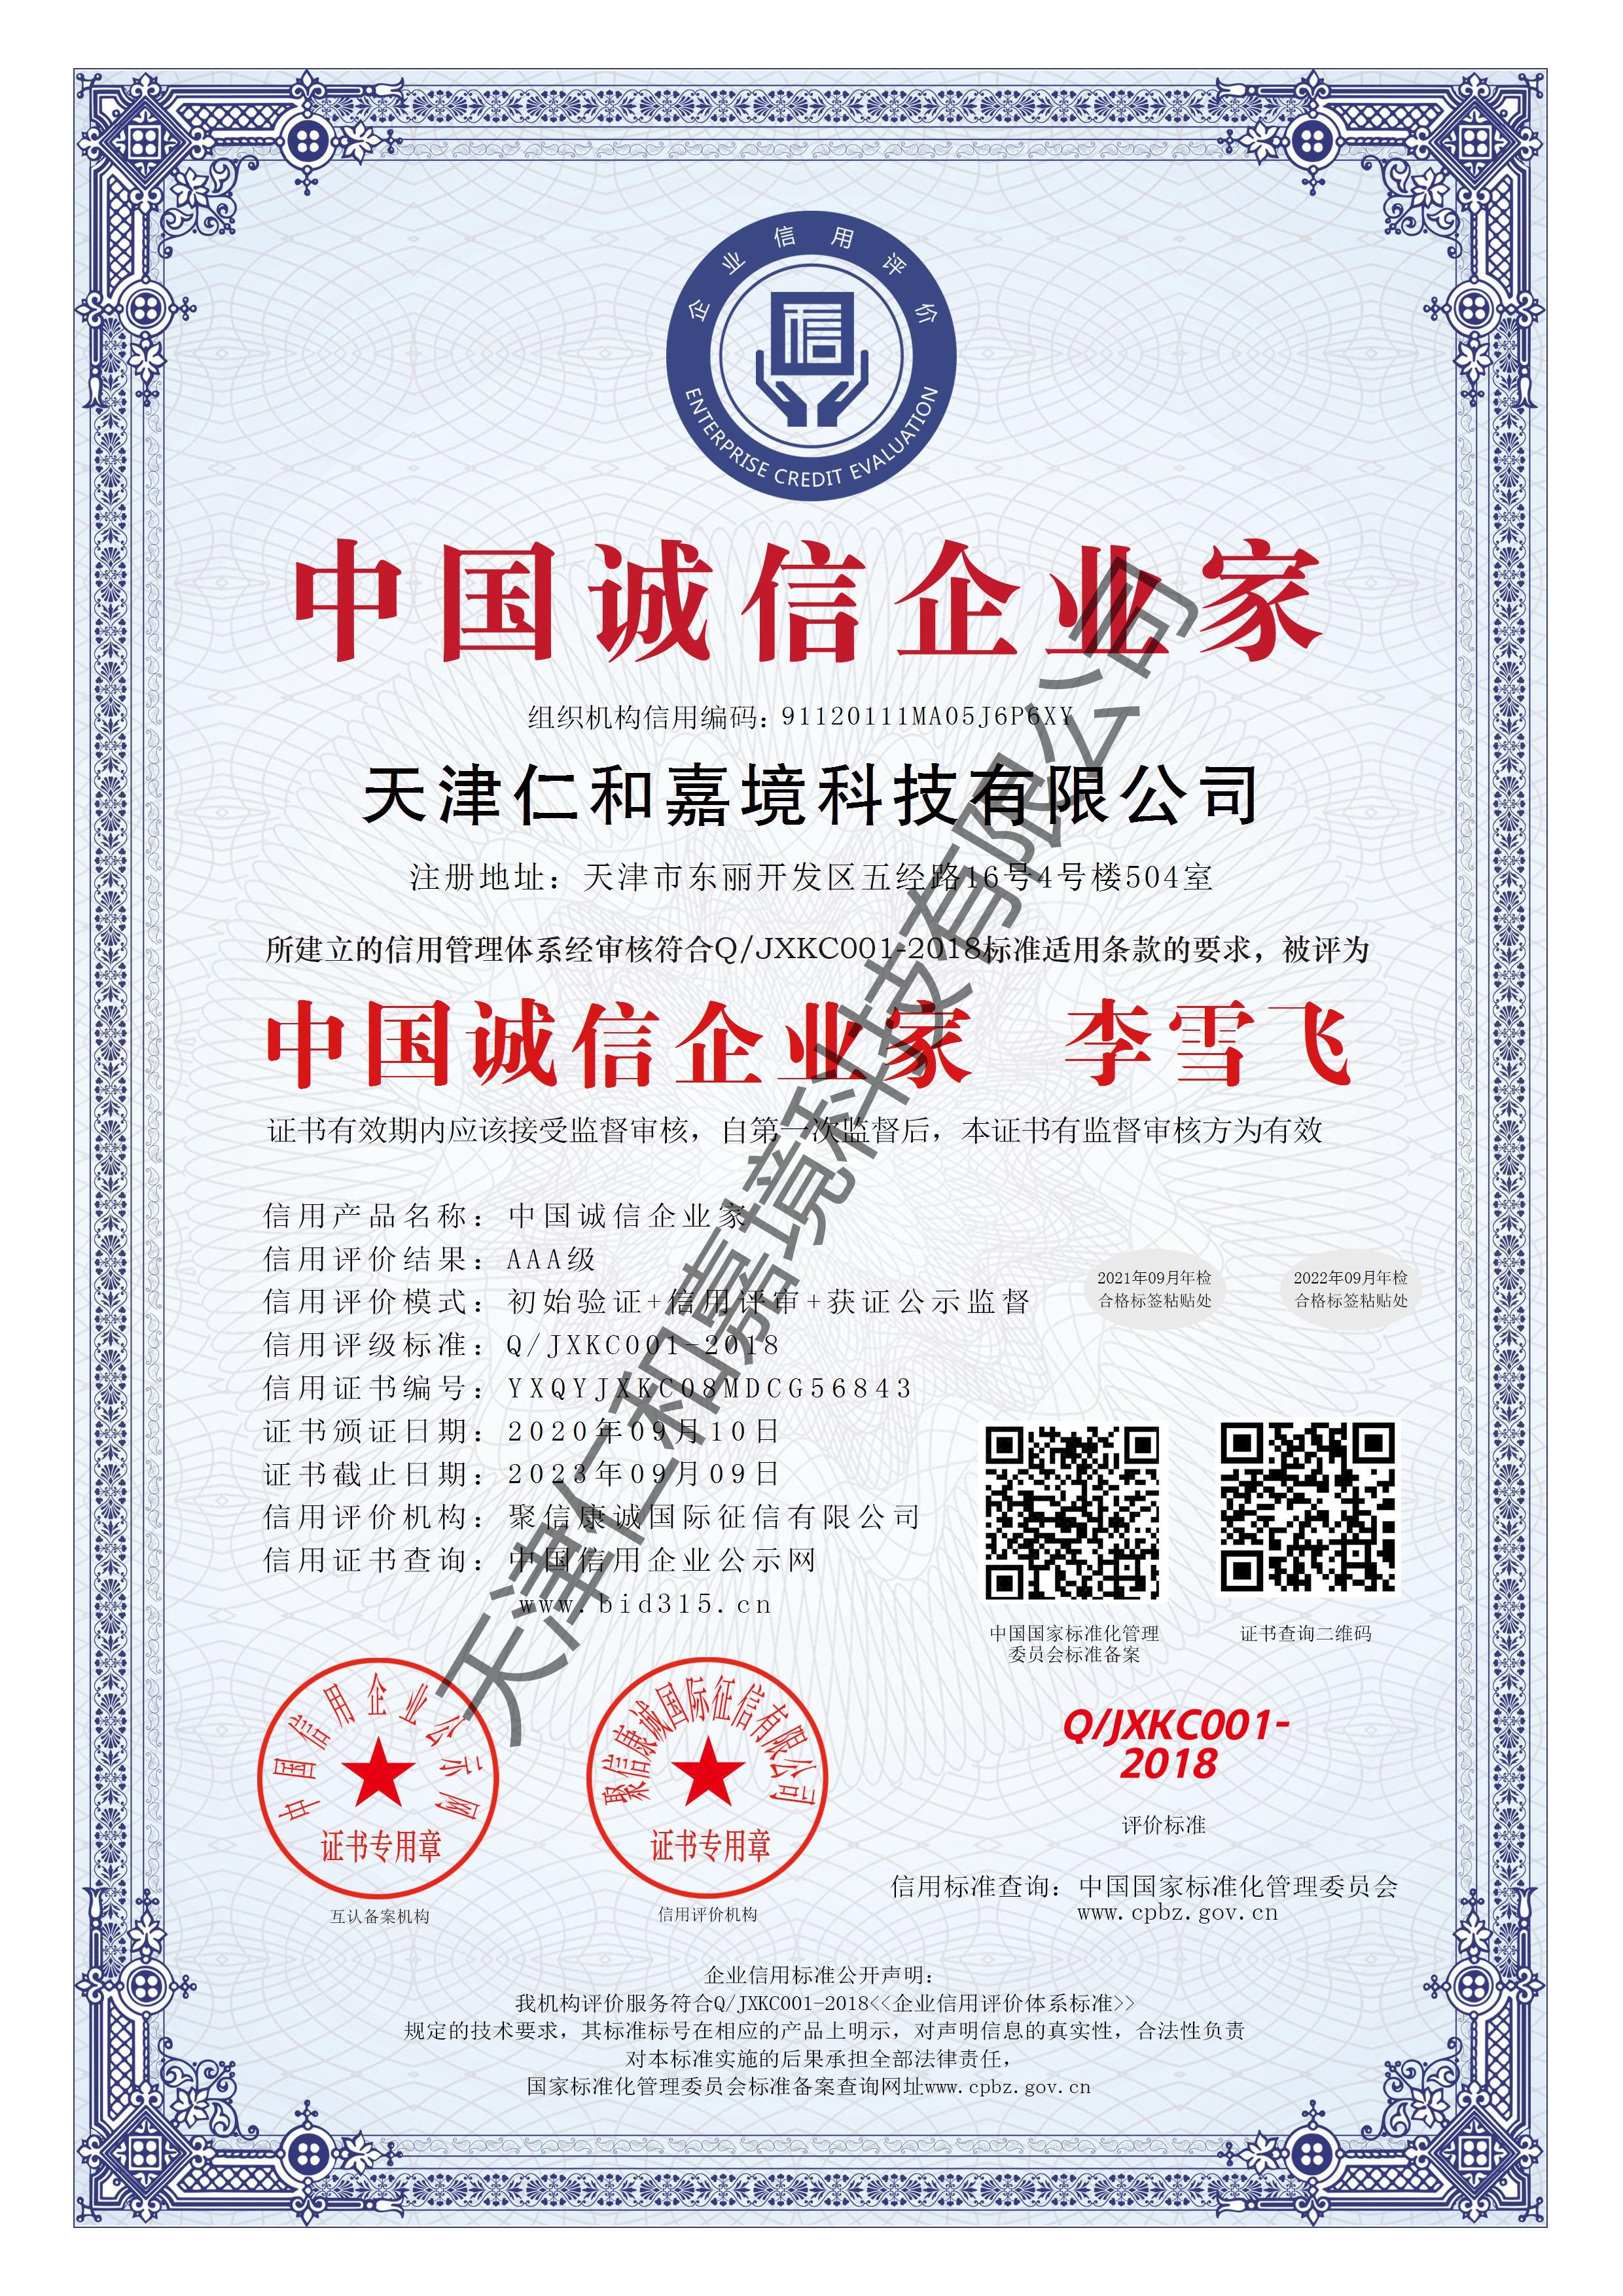 企业信用评价
ENTERPRISE CREDIT EVALUATION
中国诚信企业家
组织机构信用编码：91120111MA05J6P6XY
天津仁和嘉境科技有限公司
注册地址：天津市东丽开发区五经路16号4号楼504室
所建立的信用管理体系经审核符合Q/JXKC001-2018标准适用条款的要求，被评为
中国诚信企业家 李雪飞
证书有效期内应该接受监督审核，自第一次监督后，本证书有监督审核方为有效
信用产品名称：中国诚信企业家
信用评价结果：AAA级
信用评价模式：初始验证+信用评审+获证公示监督
信用评级标准：Q/JXKC001-2018
信用证书编号：YXQYJXKC08MDCG56843
证书颁证日期：2020年09月10日
证书截止日期：2023年09月09日
信用评价机构：聚信康诚国际征信有限公司
信用证书查询：中国信用企业公示网
www.bid315.cn
2021年09月年检
合格标签粘贴处
2022年09月年检
合格标签粘贴处
中国国家标准化管理
委员会标准备案
证书查询二维码
中国信用企业公示网
证书专用章
互认备案机构
聚信康诚国际征信有限公司
证书专用章
信用评价机构
Q/JXKC001-
2018
评价标准
信用标准查询：中国国家标准化管理委员会
www.cpbz.gov.cn
企业信用标准公开声明：
我机构评价服务符合Q/JXKC001-2018<<企业信用评价体系标准>>
规定的技术要求，其标准标号在相应的产品上明示，对声明信息的真实性，合法性负责
对本标准实施的后果承担全部法律责任，
国家标准化管理委员会标准备案查询网址www.cpbz.gov.cn
天津仁和嘉境科技有限公司